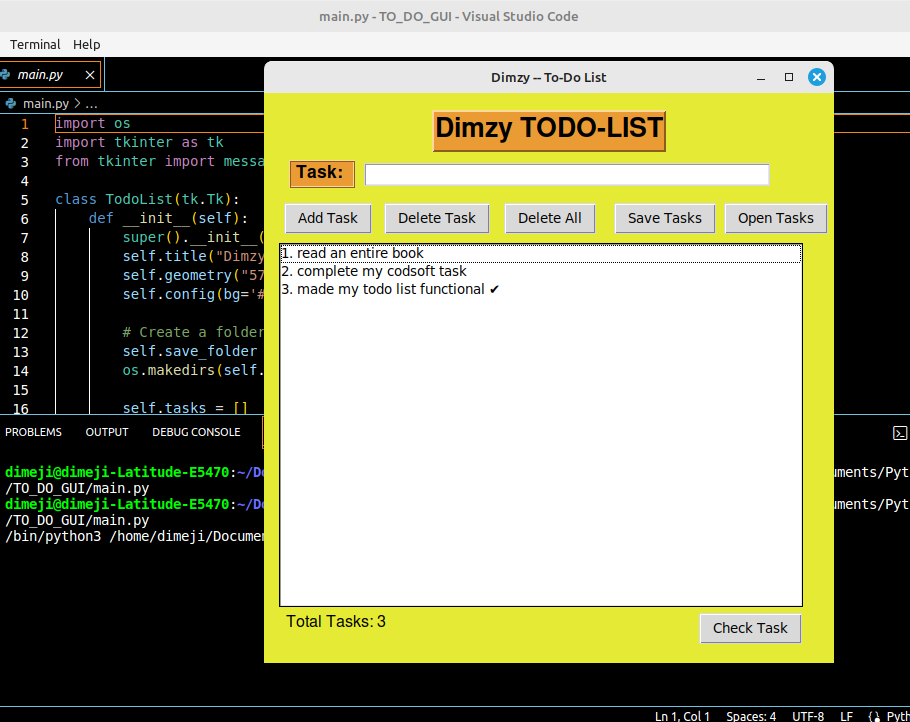 main.py - TO_DO_GUI - Visual Studio Code
Terminal Help
main.py
main.py > ...
1 import os
2 import tkinter as tk
3 from tkinter import messa
4
5 class TodoList(tk.Tk):
6 def __init__(self):
7 super().__init__(
8 self.title("Dimzy
9 self.geometry("57
10 self.config(bg='#
11
12 # Create a folder
13 self.save_folder
14 os.makedirs(self.
15
16 self.tasks = []
Dimzy -- To-Do List
Dimzy TODO-LIST
Task:
Add Task Delete Task Delete All Save Tasks Open Tasks
1. read an entire book
2. complete my codsoft task
3. made my todo list functional ✔
Total Tasks: 3
Check Task
PROBLEMS OUTPUT DEBUG CONSOLE
dimeji@dimeji-Latitude-E5470:~/Do uments/Pyt
/TO_DO_GUI/main.py
dimeji@dimeji-Latitude-E5470:~/Do uments/Pyt
/TO_DO_GUI/main.py
/bin/python3 /home/dimeji/Documen
Ln 1, Col 1 Spaces: 4 UTF-8 LF Pyth